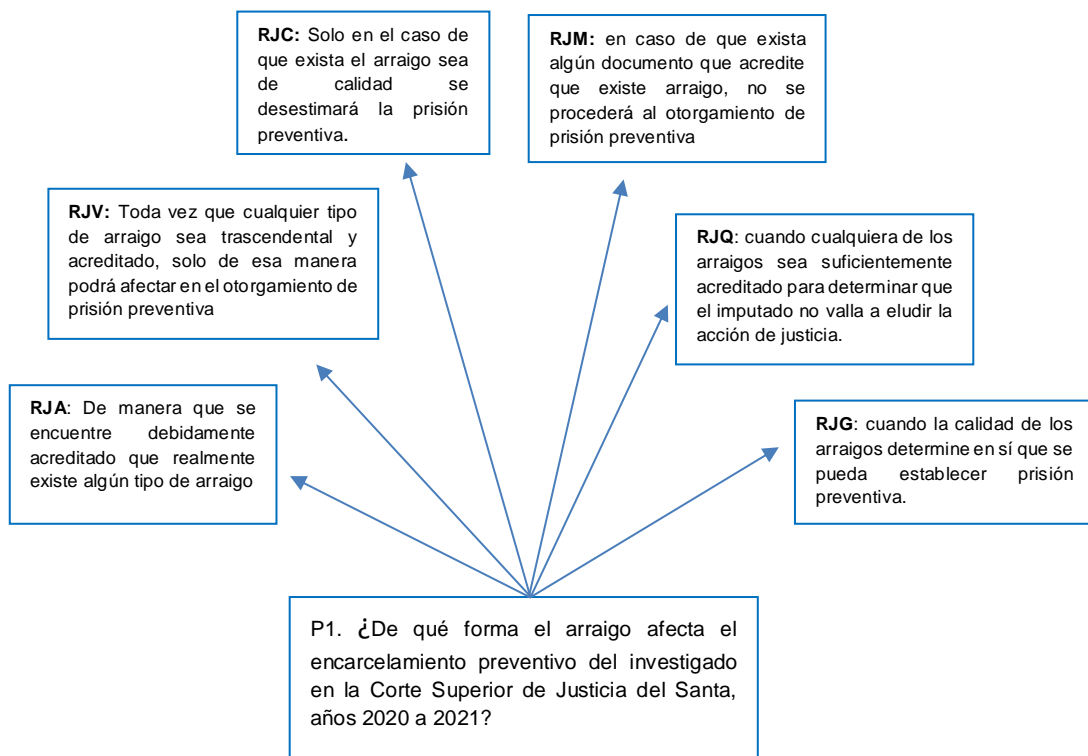 RJC: Solo en el caso de
que exista el arraigo sea
de calidad se
desestimará la prisión
preventiva.
RJM: en caso de que exista
algún documento que acredite
que existe arraigo, no se
procederá al otorgamiento de
prisión preventiva
RJV: Toda vez que cualquier tipo
de arraigo sea trascendental y
acreditado, solo de esa manera
podrá afectar en el otorgamiento de
prisión preventiva
RJQ: cuando cualquiera de los
arraigos sea suficientemente
acreditado para determinar que
el imputado no valla a eludir la
acción de justicia.
RJA: De manera que se
encuentre debidamente
acreditado que realmente
existe algún tipo de arraigo
RJG: cuando la calidad de los
arraigos determine en sí que se
pueda establecer prisión
preventiva.
P1. ¿De qué forma el arraigo afecta el
encarcelamiento preventivo del investigado
en la Corte Superior de Justicia del Santa,
años 2020 a 2021?